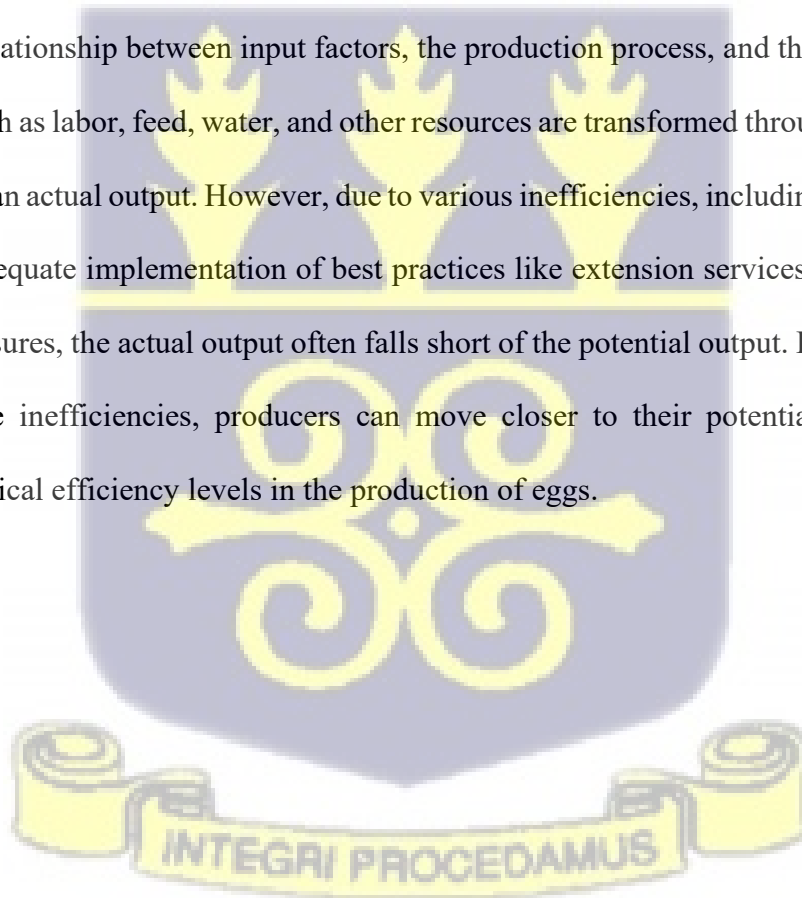 ationship between input factors, the production process, and th
h as labor, feed, water, and other resources are transformed throu
an actual output. However, due to various inefficiencies, includin
equate implementation of best practices like extension services,
sures, the actual output often falls short of the potential output.
e inefficiencies, producers can move closer to their potentia
ical efficiency levels in the production of eggs.
INTEGRI PROCEDAMUS